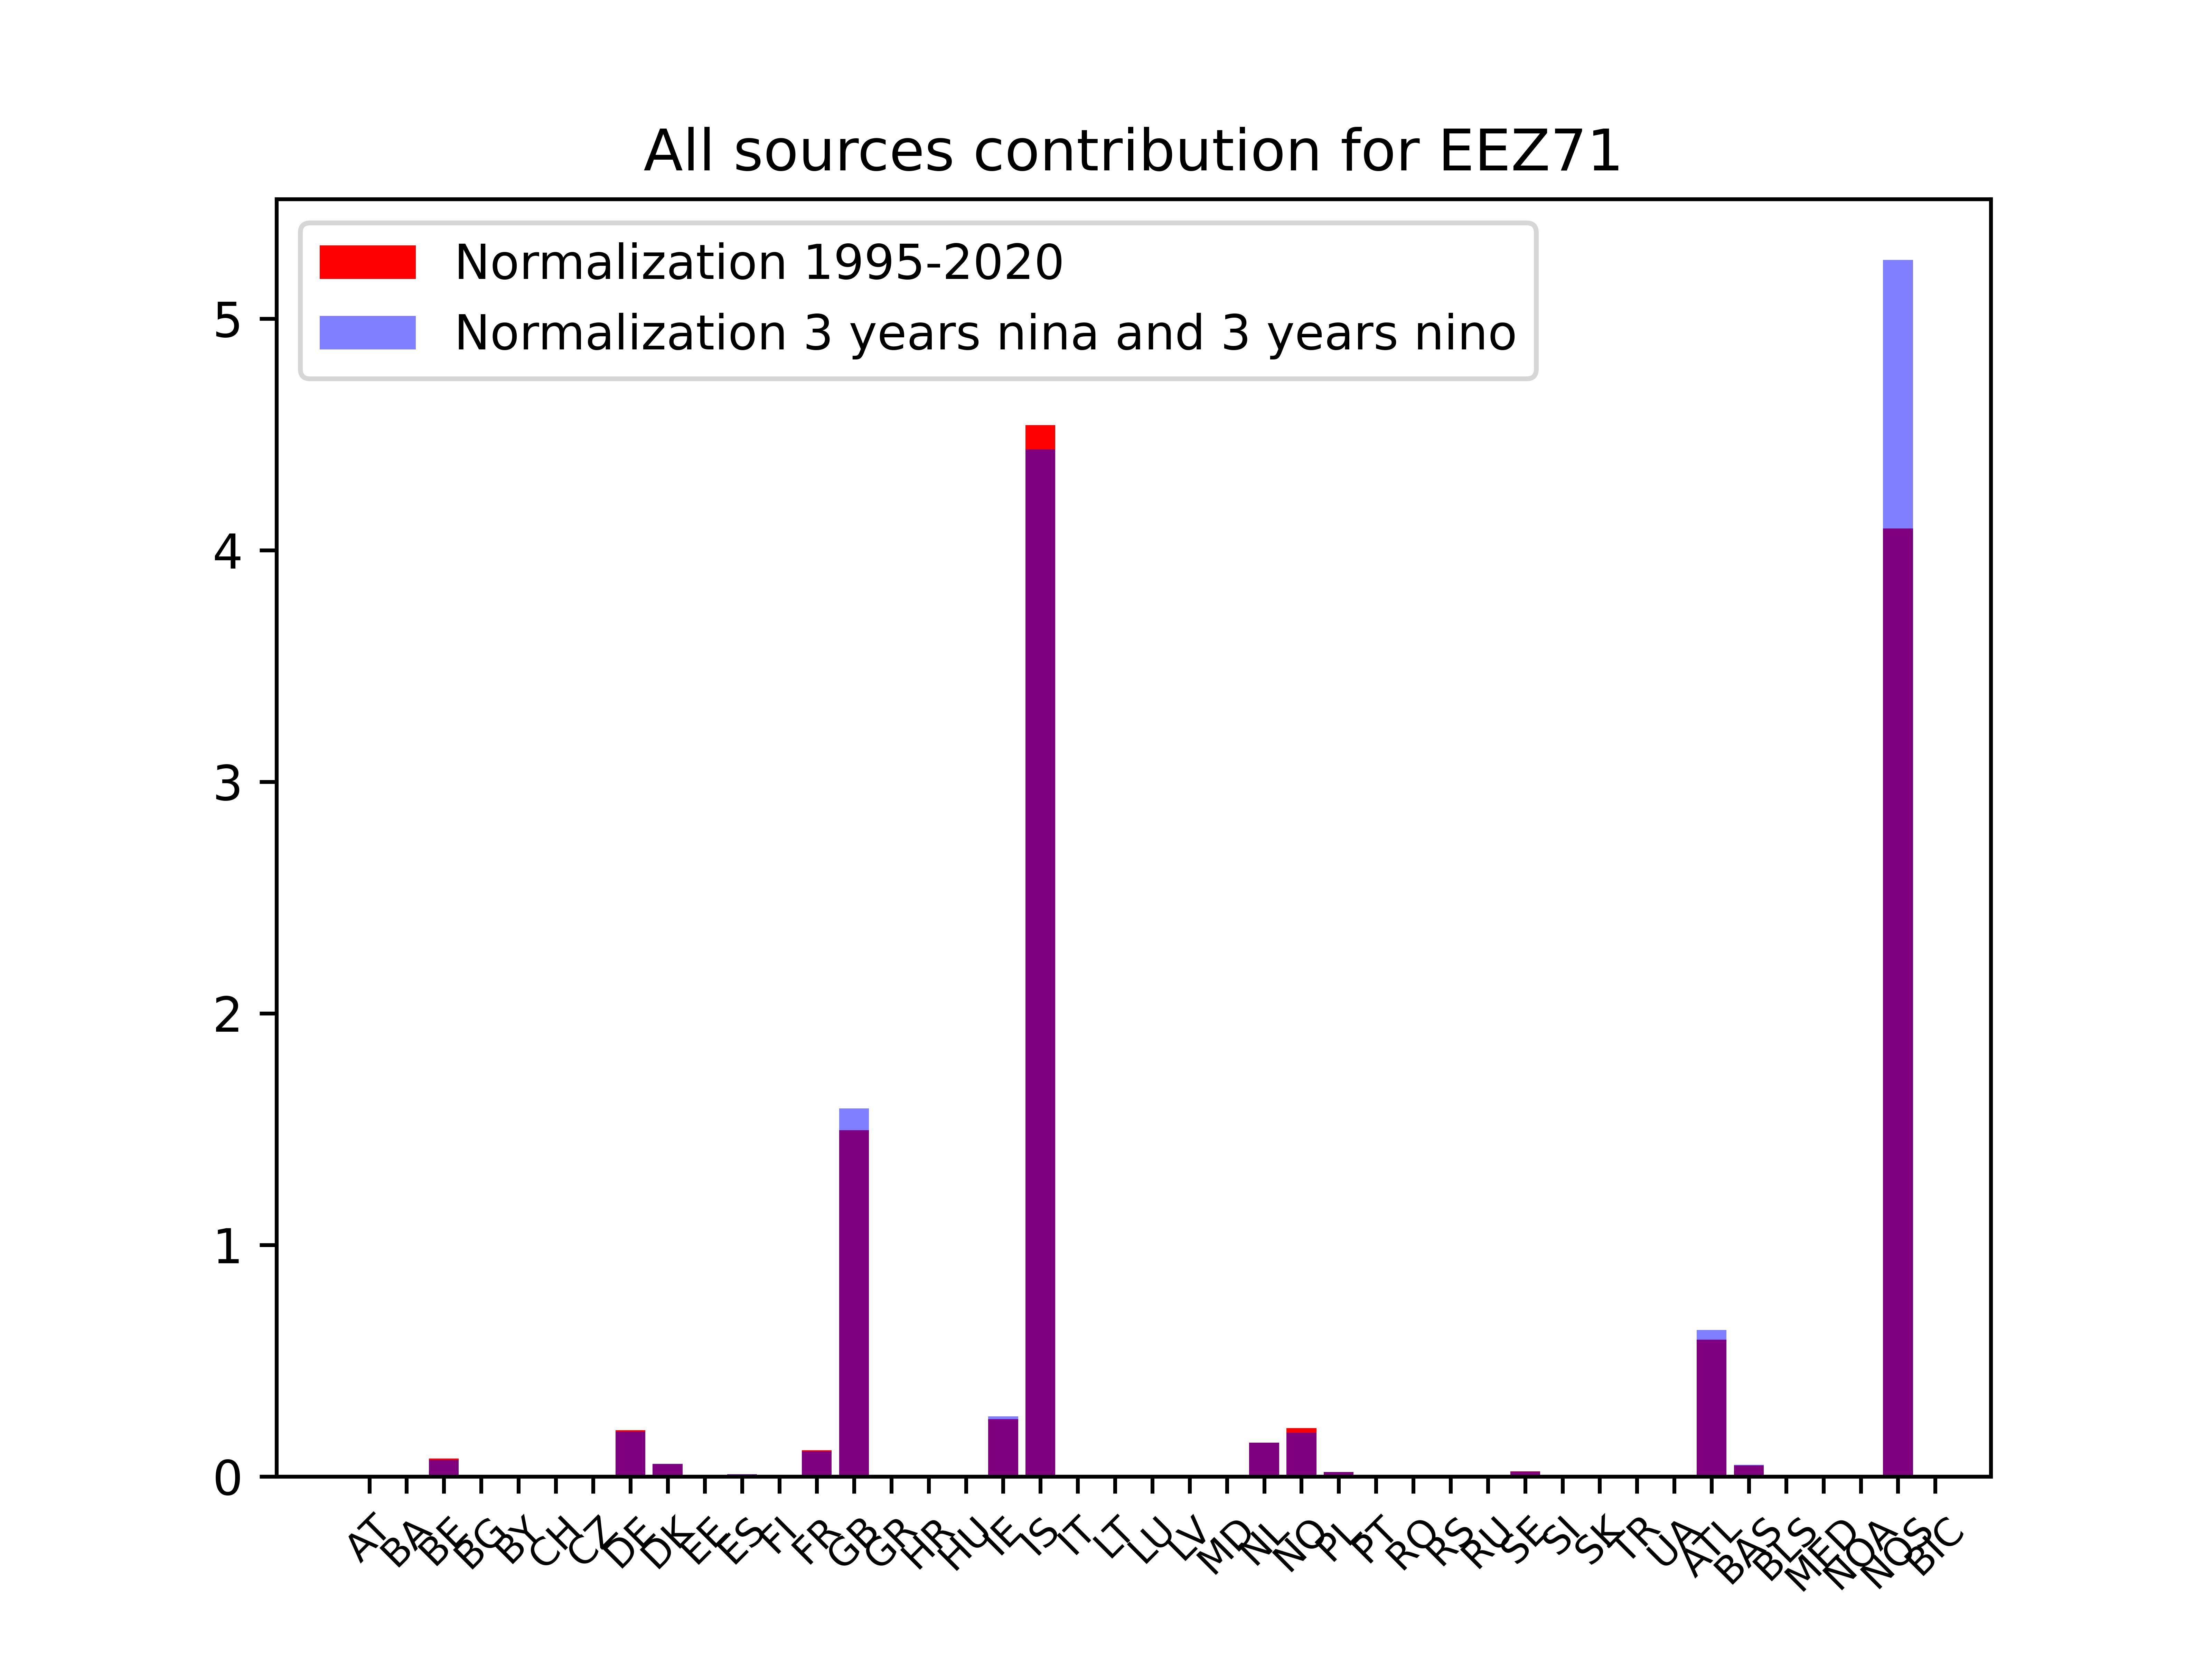 All sources contribution for EEZ71
Normalization 1995-2020
Normalization 3 years nina and 3 years nino
5
4
3
2
1
0
AT
BA
BE
BG
BY
CH
CZ
DE
DK
EE
ES
FI
FR
GB
GR
HR
HU
IE
IS
IT
LT
LU
LV
MD
NL
NO
PL
PT
RO
RS
RU
SE
SI
SK
TR
UA
ATL
BAS
BLS
MED
NOA
NOS
BIC